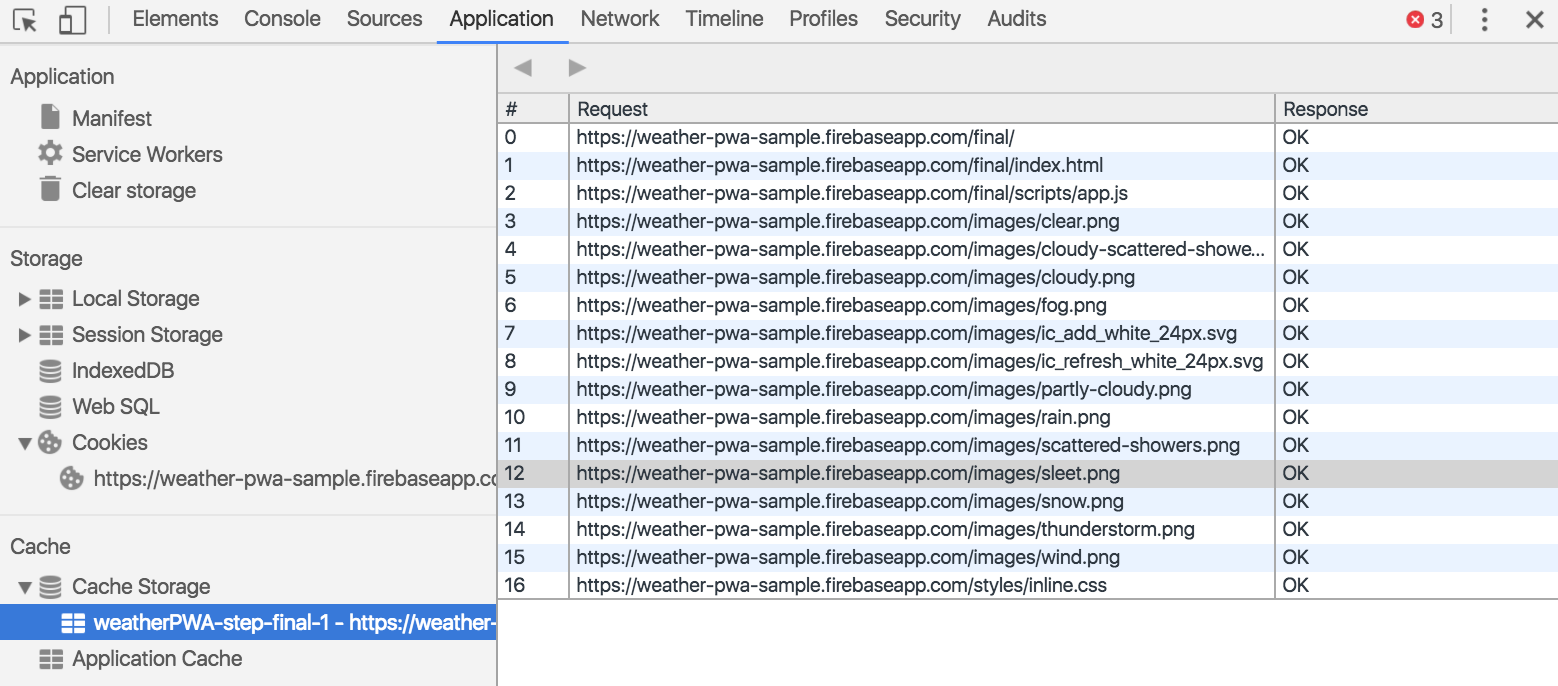 Elements Console Sources Application Network Timeline Profiles Security Audits 3
Application
Manifest
Service Workers
Clear storage
Storage
Local Storage
Session Storage
IndexedDB
Web SQL
Cookies
https://weather-pwa-sample.firebaseapp.co
Cache
Cache Storage
weatherPWA-step-final-1 - https://weather-
Application Cache
# Request Response
0 https://weather-pwa-sample.firebaseapp.com/final/ OK
1 https://weather-pwa-sample.firebaseapp.com/final/index.html OK
2 https://weather-pwa-sample.firebaseapp.com/final/scripts/app.js OK
3 https://weather-pwa-sample.firebaseapp.com/images/clear.png OK
4 https://weather-pwa-sample.firebaseapp.com/images/cloudy-scattered-showe... OK
5 https://weather-pwa-sample.firebaseapp.com/images/cloudy.png OK
6 https://weather-pwa-sample.firebaseapp.com/images/fog.png OK
7 https://weather-pwa-sample.firebaseapp.com/images/ic_add_white_24px.svg OK
8 https://weather-pwa-sample.firebaseapp.com/images/ic_refresh_white_24px.svg OK
9 https://weather-pwa-sample.firebaseapp.com/images/partly-cloudy.png OK
10 https://weather-pwa-sample.firebaseapp.com/images/rain.png OK
11 https://weather-pwa-sample.firebaseapp.com/images/scattered-showers.png OK
12 https://weather-pwa-sample.firebaseapp.com/images/sleet.png OK
13 https://weather-pwa-sample.firebaseapp.com/images/snow.png OK
14 https://weather-pwa-sample.firebaseapp.com/images/thunderstorm.png OK
15 https://weather-pwa-sample.firebaseapp.com/images/wind.png OK
16 https://weather-pwa-sample.firebaseapp.com/styles/inline.css OK